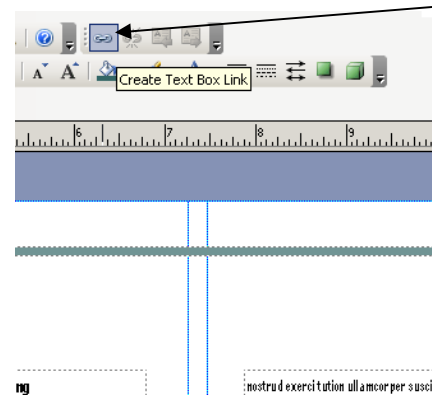 A A
Create Text Box Link
6 7 8 9
ng
nostrud exercitution ullamcorper susci